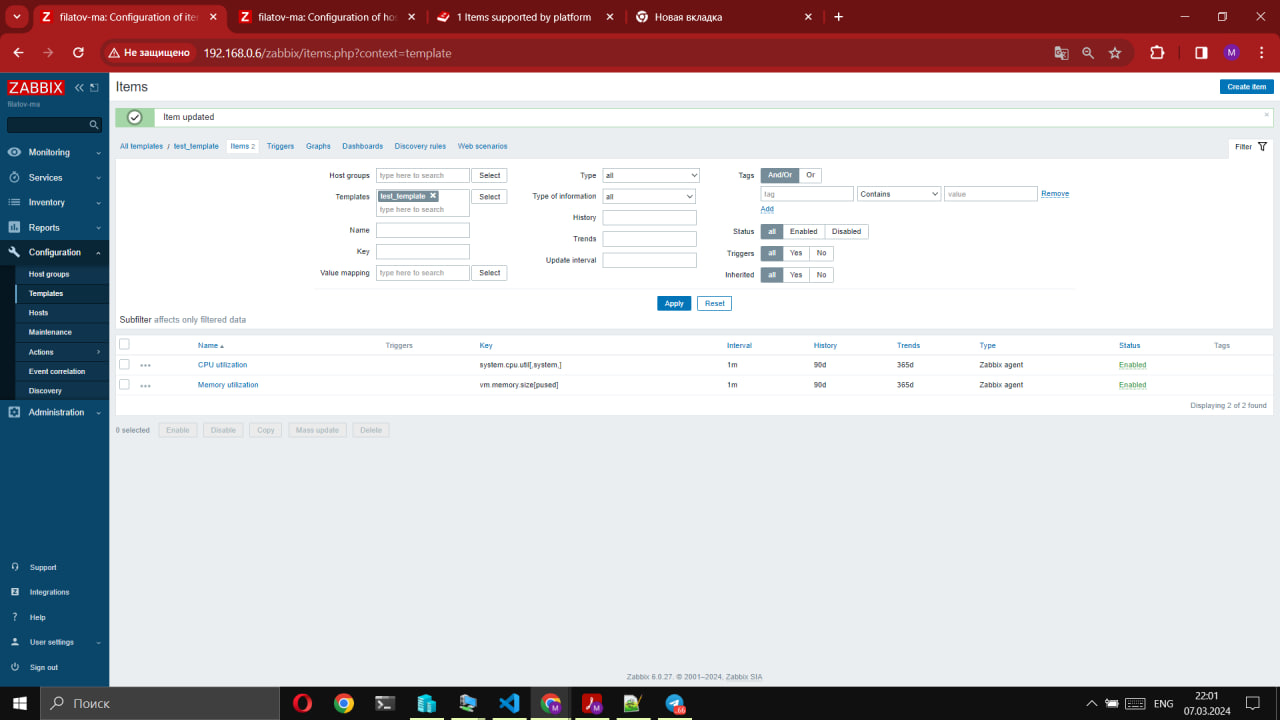 filatov-ma: Configuration of ite
filatov-ma: Configuration of ho
1 Items supported by platform
Новая вкладка
Не защищено 192.168.0.6/zabbix/items.php?context=template
M
ZABBIX
filatov-ma
Monitoring
Services
Inventory
Reports
Configuration
Host groups
Templates
Hosts
Maintenance
Actions
Event correlation
Discovery
Administration
Support
Integrations
Help
User settings
Sign out
Items
Create item
Item updated
All templates / test_template Items 2 Triggers Graphs Dashboards Discovery rules Web scenarios
Filter
Host groups type to search Select
Templates test_template Select
type to search
Name
Key
Value mapping type to search Select
Type all
Type of information all
History
Trends
Update interval
Tags And/Or Or
tag Contains value Remove
Add
Status all Enabled Disabled
Triggers all Yes No
Inherited all Yes No
Apply Reset
Subfilter affects only filtered data
Name Triggers Key Interval History Trends Type Status Tags
CPU utilization system.cpu.util[,system,] 1m 90d 365d Zabbix agent Enabled
Memory utilization vm.memory.size[pused] 1m 90d 365d Zabbix agent Enabled
Displaying 2 of 2 found
0 selected Enable Disable Copy Mass update Delete
Zabbix 6.0.27. © 2001–2024, Zabbix SIA
Поиск
66
ENG
22:01
07.03.2024